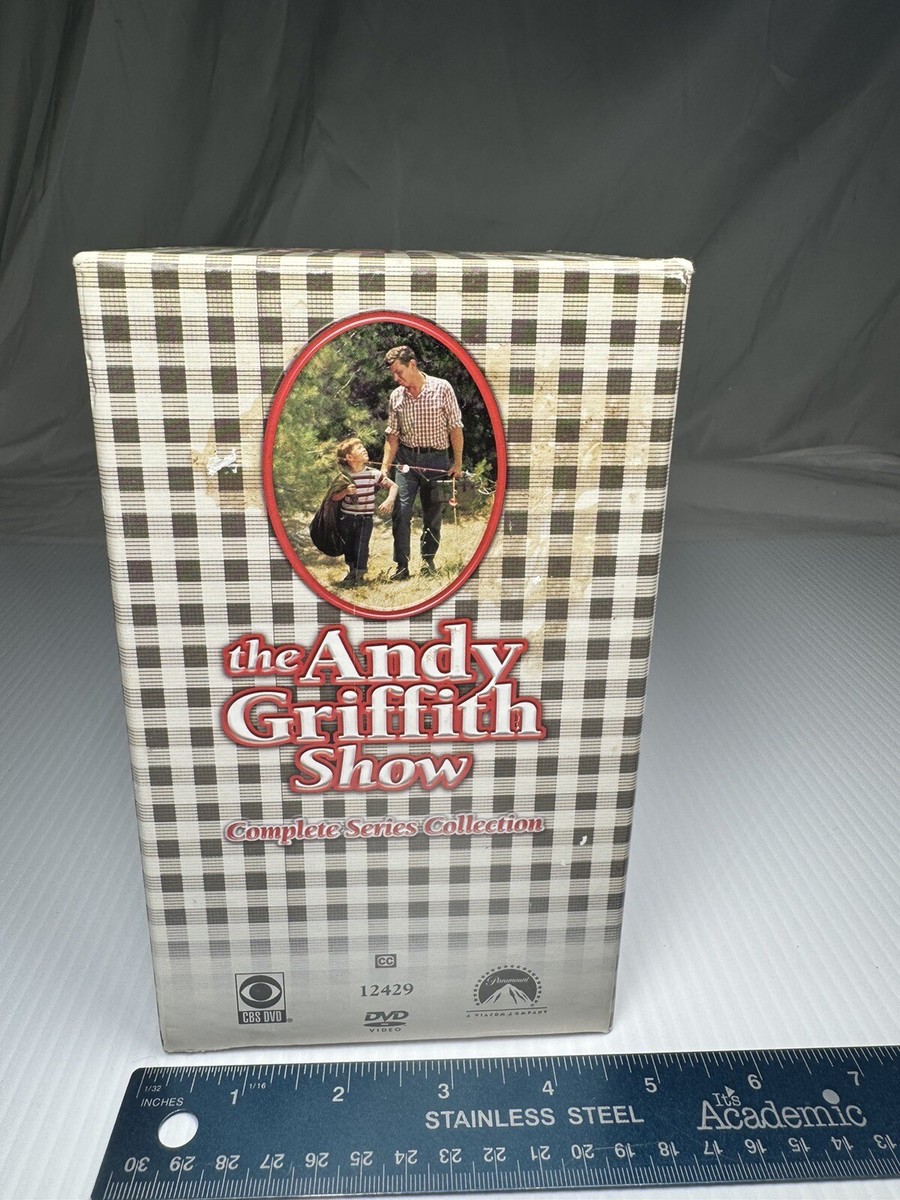 the Andy
Griffith
Show
Complete Series Collection
CC
12429
CBS DVD
DVD
VIDEO
Paramount
A VIACOM COMPANY
1/32
1/16
INCHES
1 2 3 4 5 6 7
STAINLESS STEEL
It's
Academic
30 29 28 27 26 25 24 23 22 21 20 19 18 17 16 15 14 13